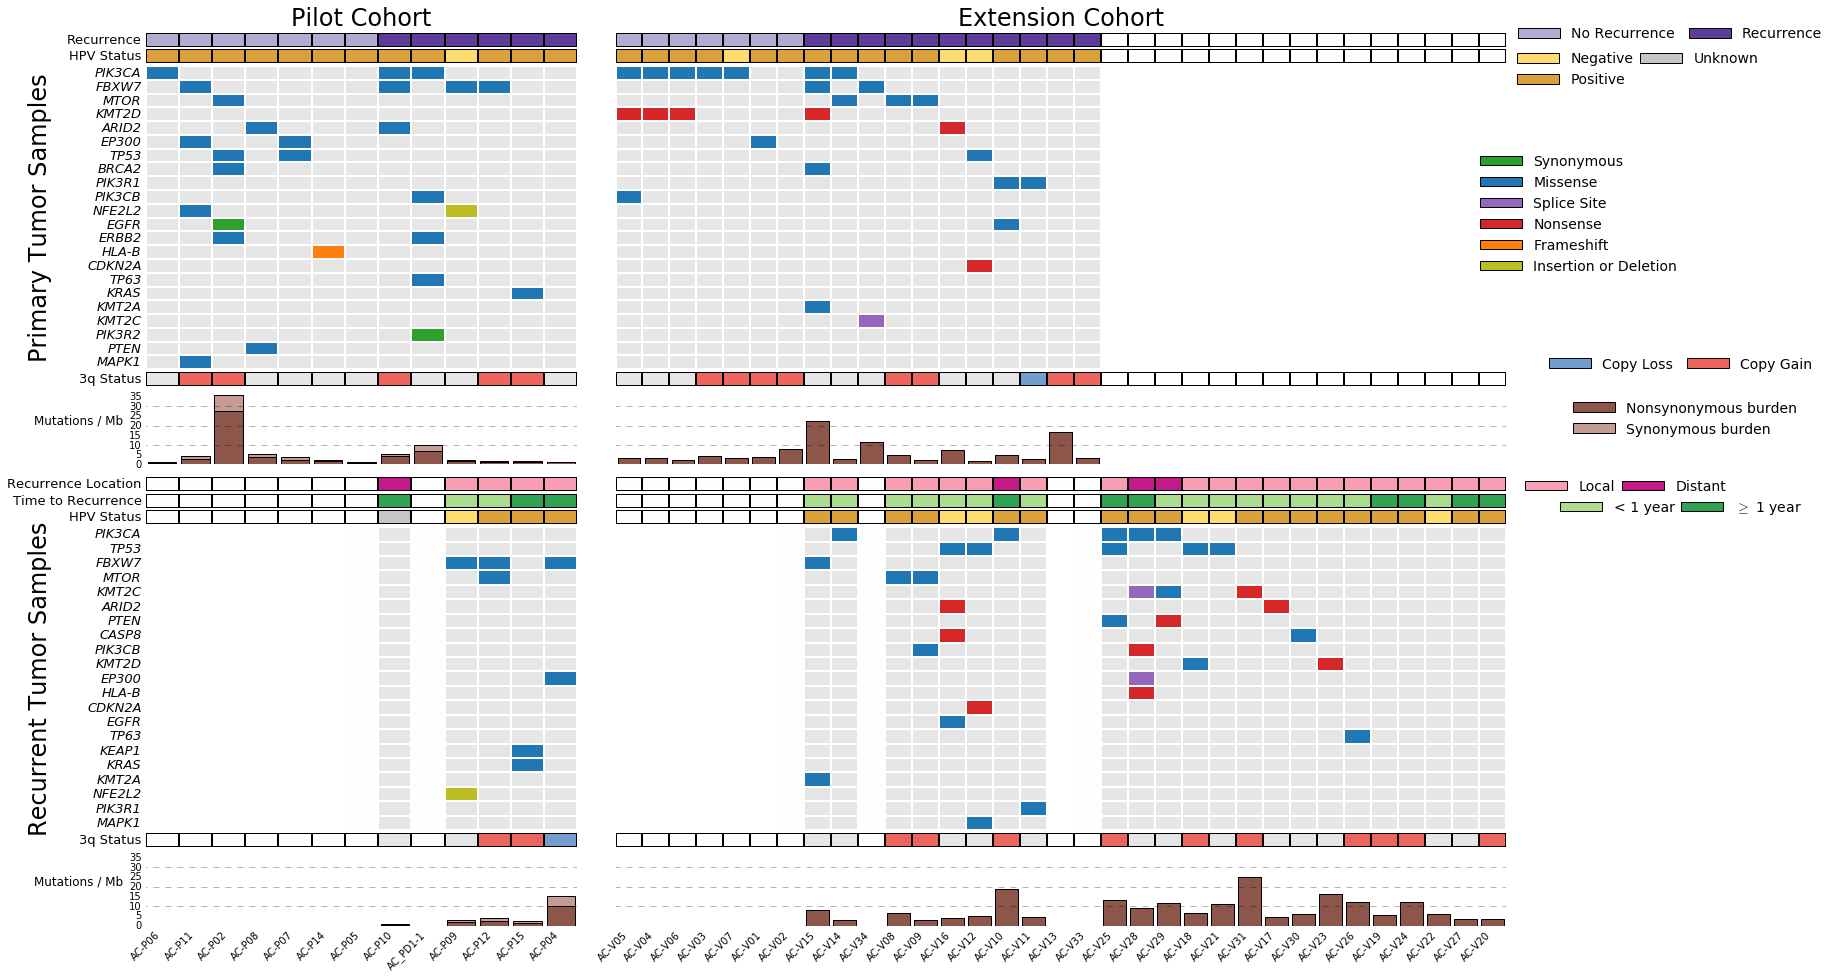 Pilot Cohort
Extension Cohort
Recurrence
No Recurrence
Recurrence
HPV Status
Negative
Unknown
Positive
Primary Tumor Samples
PIK3CA
FBXW7
MTOR
KMT2D
ARID2
EP300
TP53
BRCA2
PIK3R1
PIK3CB
NFE2L2
EGFR
ERBB2
HLA-B
CDKN2A
TP63
KRAS
KMT2A
KMT2C
PIK3R2
PTEN
MAPK1
3q Status
Synonymous
Missense
Splice Site
Nonsense
Frameshift
Insertion or Deletion
Copy Loss
Copy Gain
Mutations / Mb
35
30
25
20
15
10
5
0
Nonsynonymous burden
Synonymous burden
Recurrence Location
Time to Recurrence
HPV Status
Local
Distant
< 1 year
≥ 1 year
Recurrent Tumor Samples
PIK3CA
TP53
FBXW7
MTOR
KMT2C
ARID2
PTEN
CASP8
PIK3CB
KMT2D
EP300
HLA-B
CDKN2A
EGFR
TP63
KEAP1
KRAS
KMT2A
NFE2L2
PIK3R1
MAPK1
3q Status
Mutations / Mb
35
30
25
20
15
10
5
0
AC-P06
AC-P11
AC-P02
AC-P08
AC-P07
AC-P14
AC-P05
AC-P10
AC_PD1-1
AC-P09
AC-P12
AC-P15
AC-P04
AC-V05
AC-V04
AC-V06
AC-V03
AC-V07
AC-V01
AC-V02
AC-V15
AC-V14
AC-V34
AC-V08
AC-V09
AC-V16
AC-V12
AC-V10
AC-V11
AC-V13
AC-V33
AC-V25
AC-V28
AC-V29
AC-V18
AC-V21
AC-V31
AC-V17
AC-V30
AC-V23
AC-V26
AC-V19
AC-V24
AC-V22
AC-V27
AC-V20